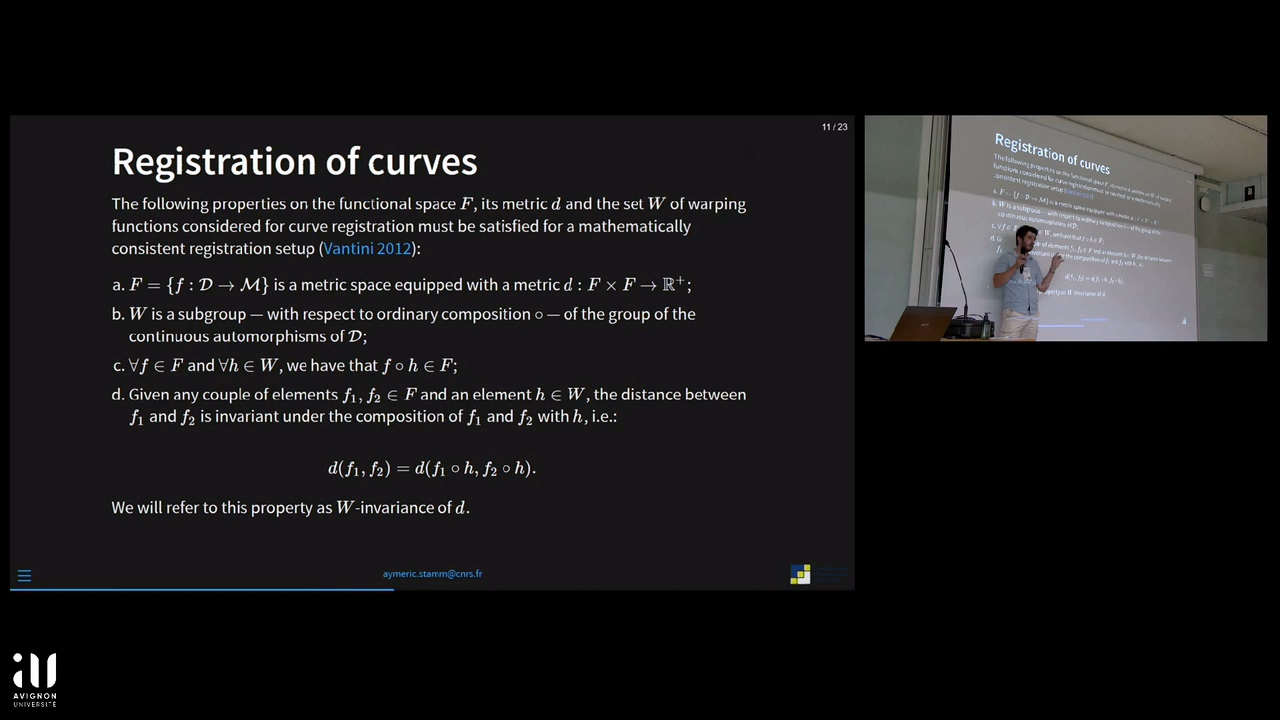 11 / 23
Registration of curves
The following properties on the functional space F, its metric d and the set W of warping
functions considered for curve registration must be satisfied for a mathematically
consistent registration setup (Vantini 2012):
a. F = {f : 𝒟 → ℳ} is a metric space equipped with a metric d : F × F → ℝ⁺;
b. W is a subgroup — with respect to ordinary composition ∘ — of the group of the
continuous automorphisms of 𝒟;
c. ∀f ∈ F and ∀h ∈ W, we have that f ∘ h ∈ F;
d. Given any couple of elements f₁, f₂ ∈ F and an element h ∈ W, the distance between
f₁ and f₂ is invariant under the composition of f₁ and f₂ with h, i.e.:
d(f₁, f₂) = d(f₁ ∘ h, f₂ ∘ h).
We will refer to this property as W-invariance of d.
aymeric.stamm@cnrs.fr
Registration of curves
AVIGNON
UNIVERSITÉ